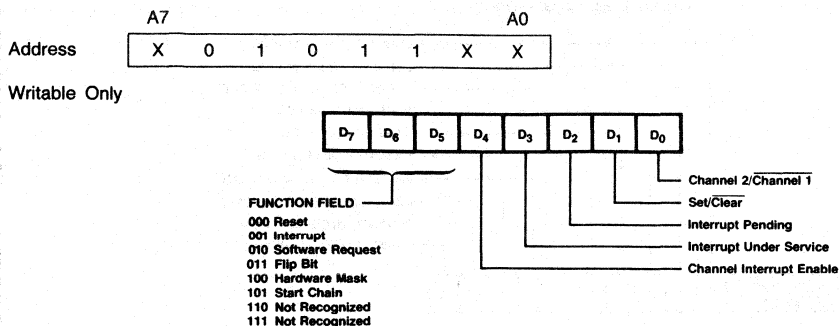 A7 A0
Address X 0 1 0 1 1 X X
Writable Only
D7 D6 D5 D4 D3 D2 D1 D0
Channel 2/Channel 1
Set/Clear
Interrupt Pending
Interrupt Under Service
Channel Interrupt Enable
FUNCTION FIELD
000 Reset
001 Interrupt
010 Software Request
011 Flip Bit
100 Hardware Mask
101 Start Chain
110 Not Recognized
111 Not Recognized